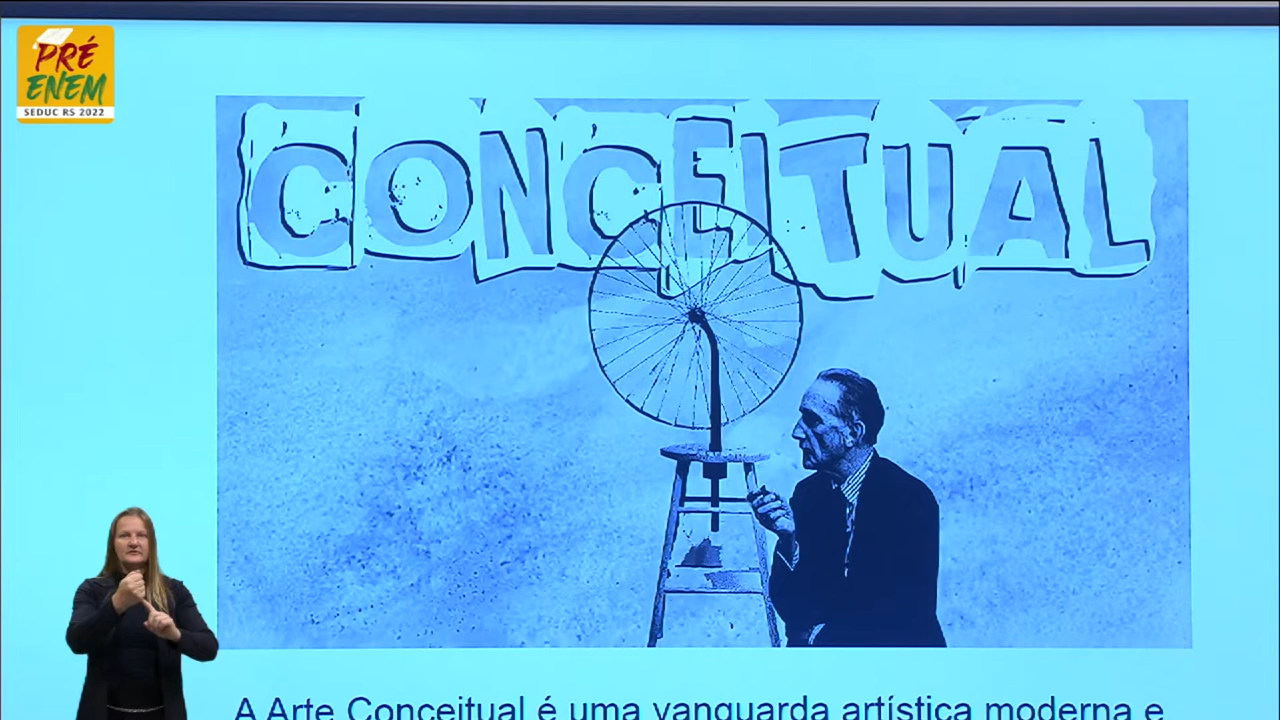 PRÉ
ENEM
SEDUC RS 2022
CONCEITUAL
A Arte Conceitual é uma vanguarda artística moderna e